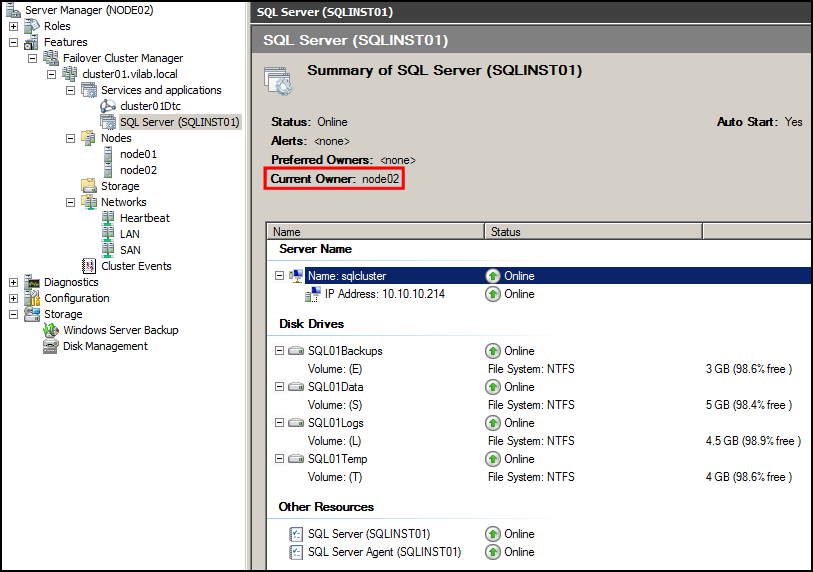 Server Manager (NODE02)
Roles
Features
Failover Cluster Manager
cluster01.vilab.local
Services and applications
cluster01Dtc
SQL Server (SQLINST01)
Nodes
node01
node02
Storage
Networks
Heartbeat
LAN
SAN
Cluster Events
Diagnostics
Configuration
Storage
Windows Server Backup
Disk Management
SQL Server (SQLINST01)
SQL Server (SQLINST01)
Summary of SQL Server (SQLINST01)
Status: Online Auto Start: Yes
Alerts: <none>
Preferred Owners: <none>
Current Owner: node02
Name Status
Server Name
Name: sqlcluster Online
IP Address: 10.10.10.214 Online
Disk Drives
SQL01Backups Online
Volume: (E) File System: NTFS 3 GB (98.6% free )
SQL01Data Online
Volume: (S) File System: NTFS 5 GB (98.4% free )
SQL01Logs Online
Volume: (L) File System: NTFS 4.5 GB (98.9% free )
SQL01Temp Online
Volume: (T) File System: NTFS 4 GB (98.6% free )
Other Resources
SQL Server (SQLINST01) Online
SQL Server Agent (SQLINST01) Online